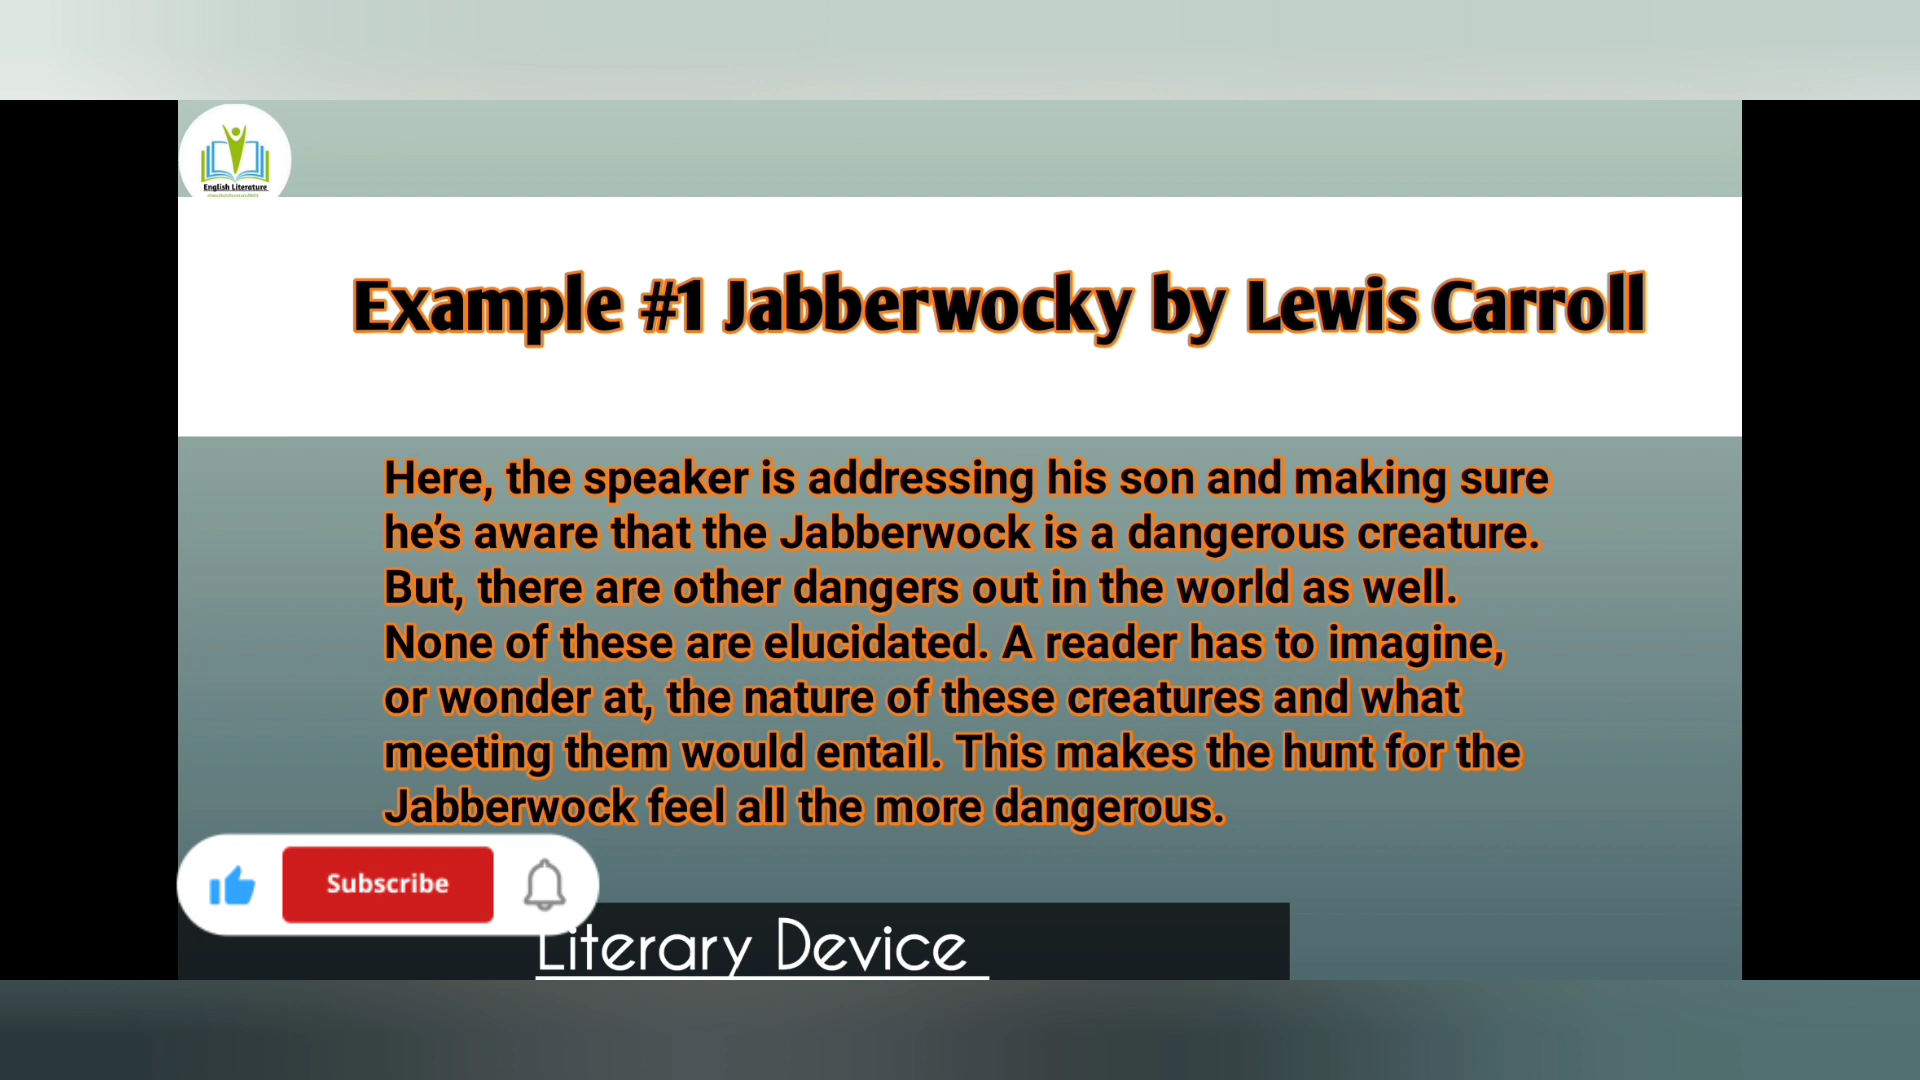 English Literature
Example #1 Jabberwocky by Lewis Carroll
Here, the speaker is addressing his son and making sure
he’s aware that the Jabberwock is a dangerous creature.
But, there are other dangers out in the world as well.
None of these are elucidated. A reader has to imagine,
or wonder at, the nature of these creatures and what
meeting them would entail. This makes the hunt for the
Jabberwock feel all the more dangerous.
Subscribe
Literary Device